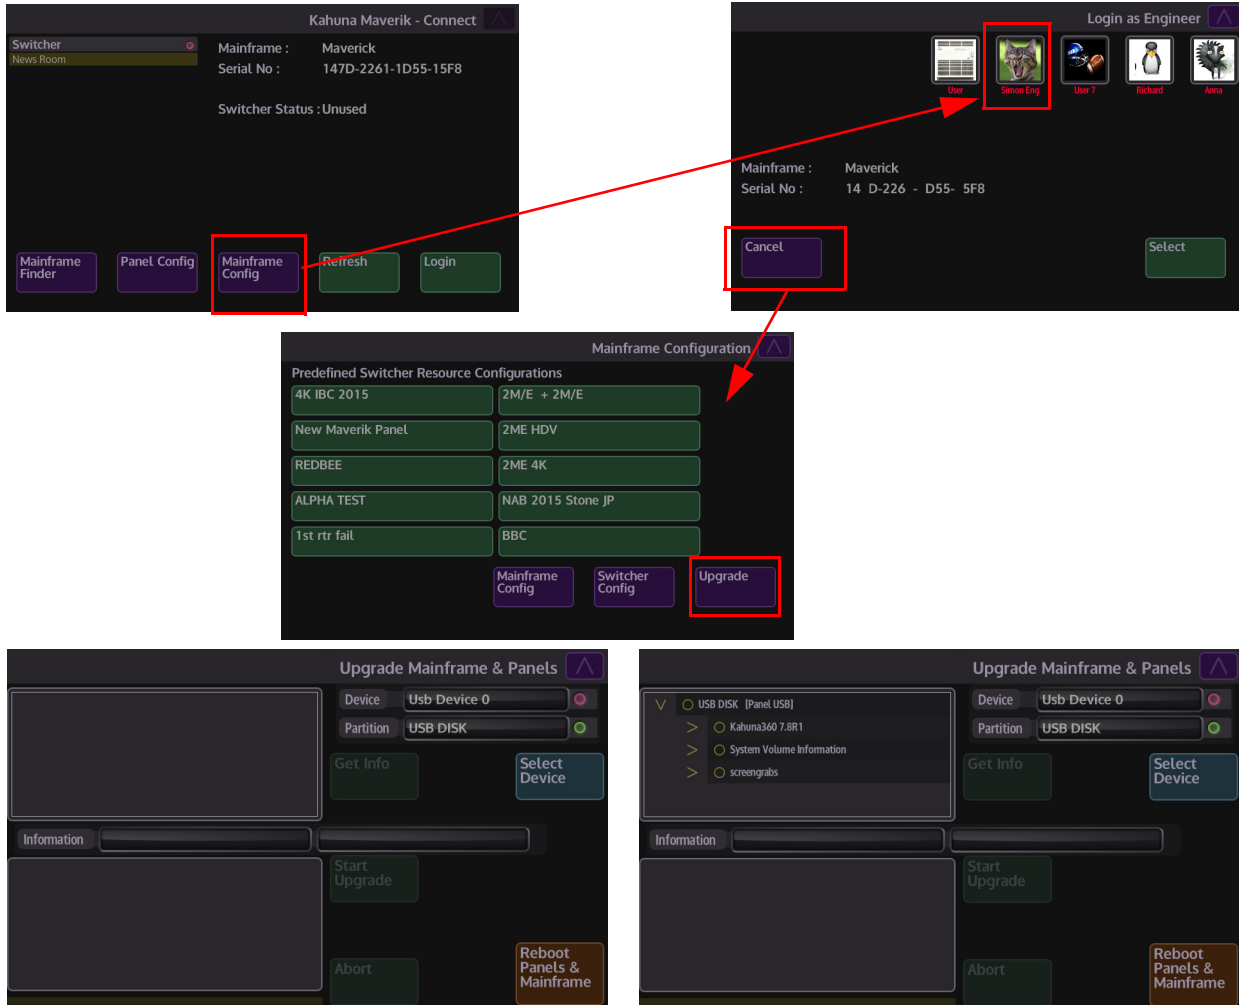 Kahuna Maverik - Connect
Switcher
News Room
Mainframe : Maverick
Serial No : 147D-2261-1D55-15F8
Switcher Status : Unused
Mainframe Finder
Panel Config
Mainframe Config
Refresh
Login
Login as Engineer
User
Simon Eng
User 7
Richard
Anna
Mainframe : Maverick
Serial No : 14 D-226 - D55- 5F8
Cancel
Select
Mainframe Configuration
Predefined Switcher Resource Configurations
4K IBC 2015
2M/E + 2M/E
New Maverik Panel
2ME HDV
REDBEE
2ME 4K
ALPHA TEST
NAB 2015 Stone JP
1st rtr fail
BBC
Mainframe Config
Switcher Config
Upgrade
Upgrade Mainframe & Panels
Device Usb Device 0
Partition USB DISK
Get Info
Select Device
Information
Start Upgrade
Abort
Reboot Panels & Mainframe
Upgrade Mainframe & Panels
USB DISK [Panel USB]
Kahuna360 7.8R1
System Volume Information
screengrabs
Device Usb Device 0
Partition USB DISK
Get Info
Select Device
Information
Start Upgrade
Abort
Reboot Panels & Mainframe